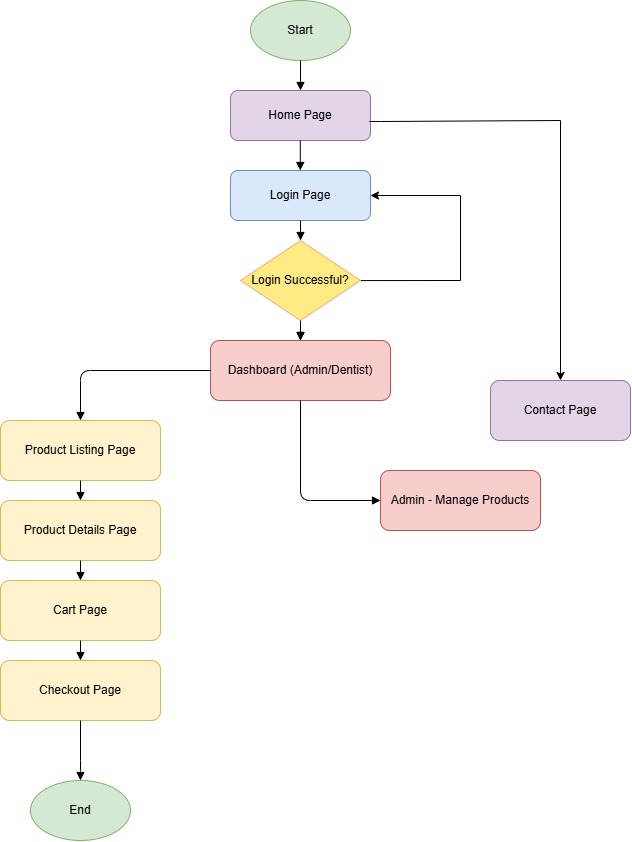 Start
Home Page
Login Page
Login Successful?
Dashboard (Admin/Dentist)
Contact Page
Product Listing Page
Admin - Manage Products
Product Details Page
Cart Page
Checkout Page
End